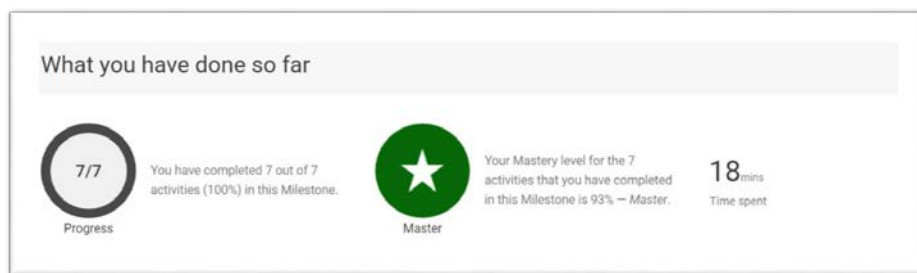 What you have done so far
7/7
Progress
You have completed 7 out of 7
activities (100%) in this Milestone.
Master
Your Mastery level for the 7
activities that you have completed
in this Milestone is 93% — Master.
18mins
Time spent